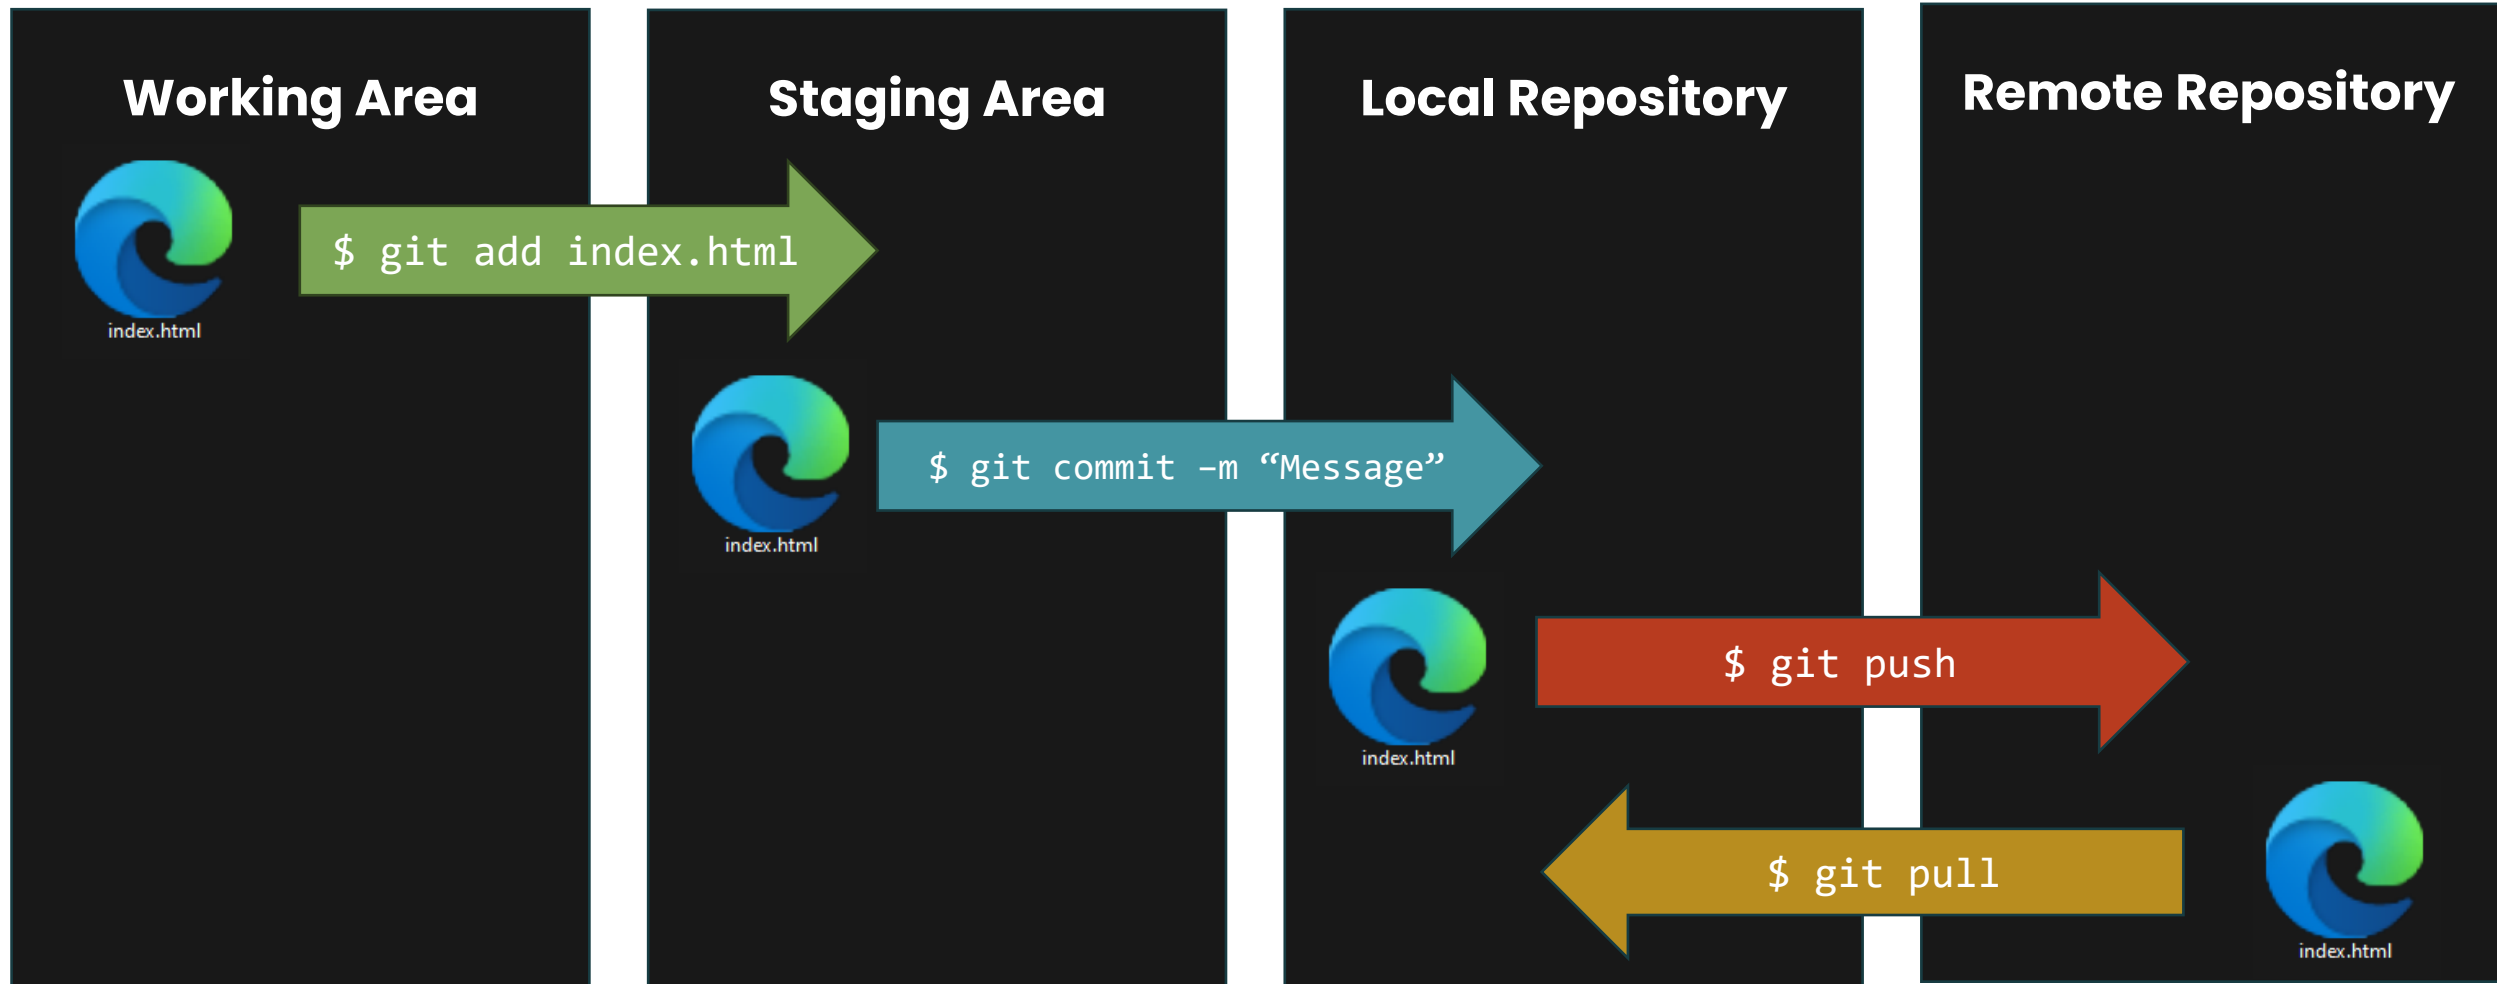 Working Area
Staging Area
Local Repository
Remote Repository
$ git add index.html
index.html
$ git commit –m “Message”
index.html
$ git push
index.html
$ git pull
index.html